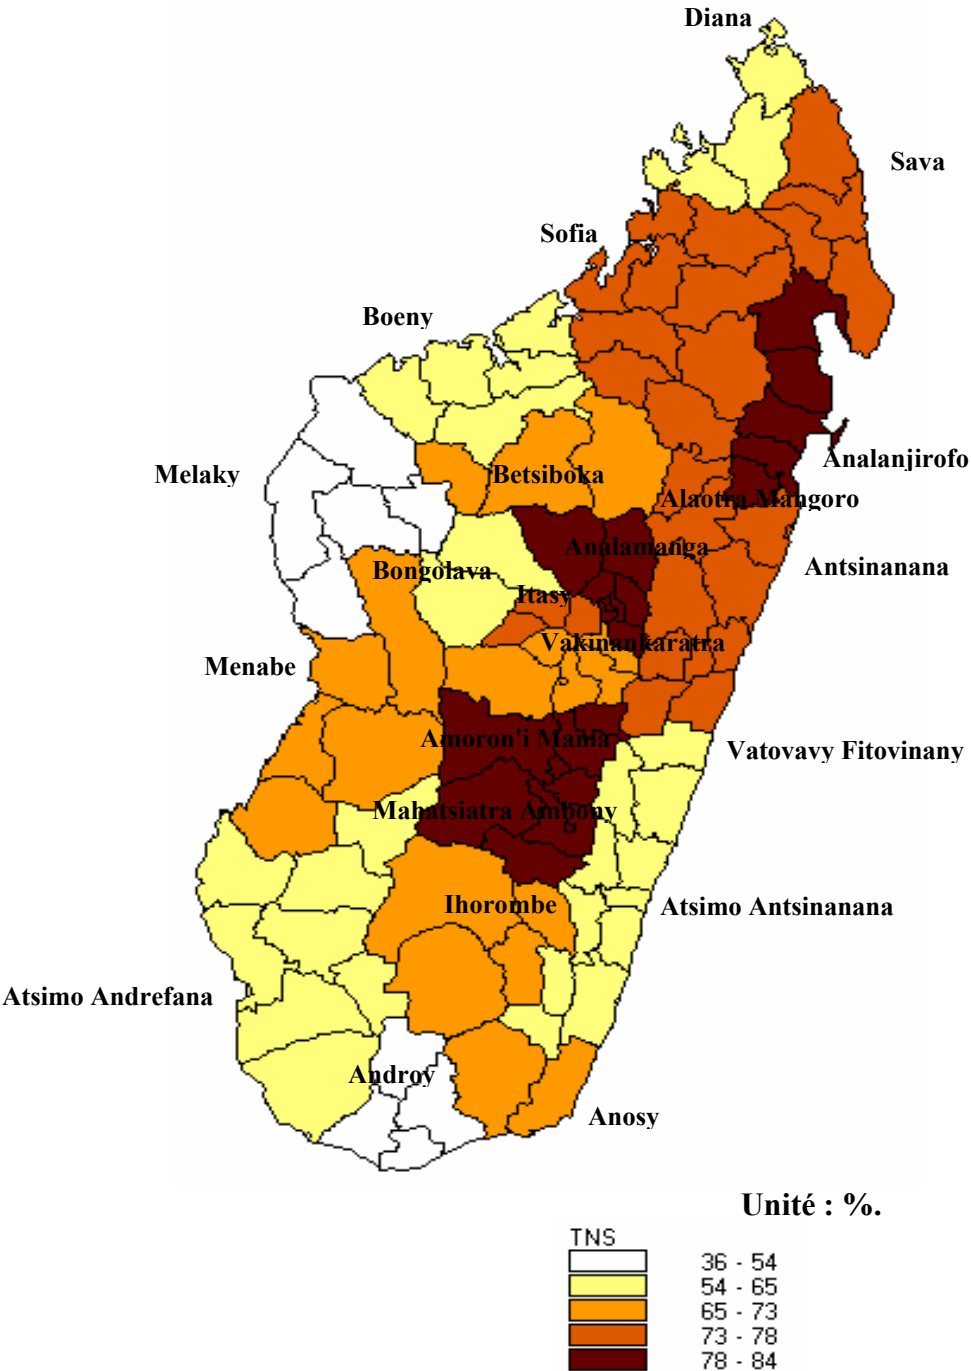 Diana
Sava
Sofia
Boeny
Analanjirofo
Melaky
Betsiboka
Alaotra Mangoro
Analamanga
Antsinanana
Bongolava
Itasy
Vakinankaratra
Menabe
Amoron'i Mania
Vatovavy Fitovinany
Mahatsiatra Ambony
Ihorombe
Atsimo Antsinanana
Atsimo Andrefana
Androy
Anosy
Unité : %.
TNS
36 - 54
54 - 65
65 - 73
73 - 78
78 - 84